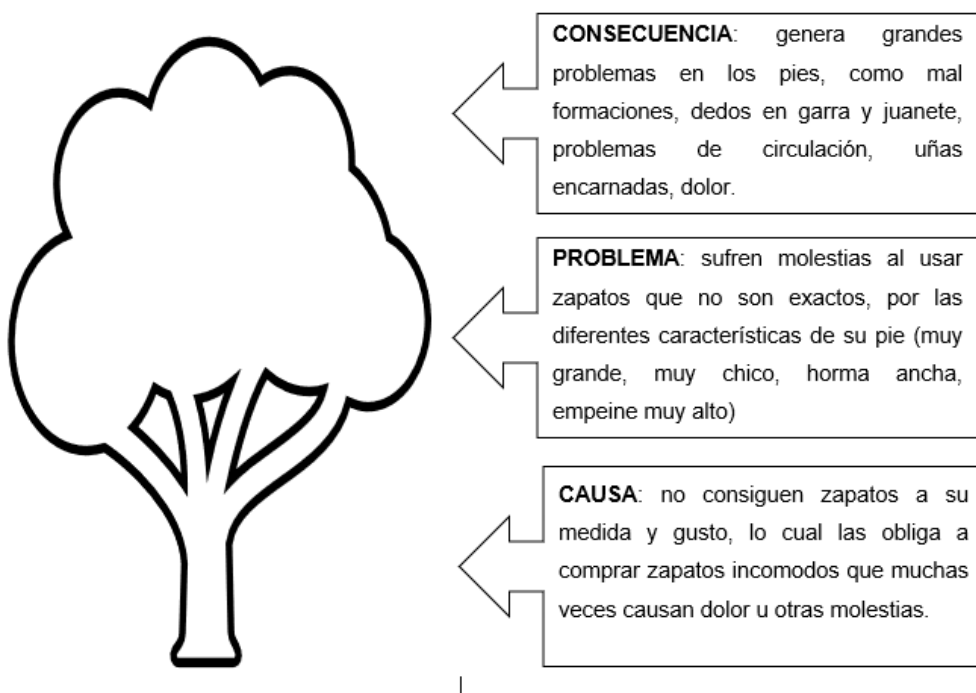 CONSECUENCIA: genera grandes
problemas en los pies, como mal
formaciones, dedos en garra y juanete,
problemas de circulación, uñas
encarnadas, dolor.
PROBLEMA: sufren molestias al usar
zapatos que no son exactos, por las
diferentes características de su pie (muy
grande, muy chico, horma ancha,
empeine muy alto)
CAUSA: no consiguen zapatos a su
medida y gusto, lo cual las obliga a
comprar zapatos incomodos que muchas
veces causan dolor u otras molestias.